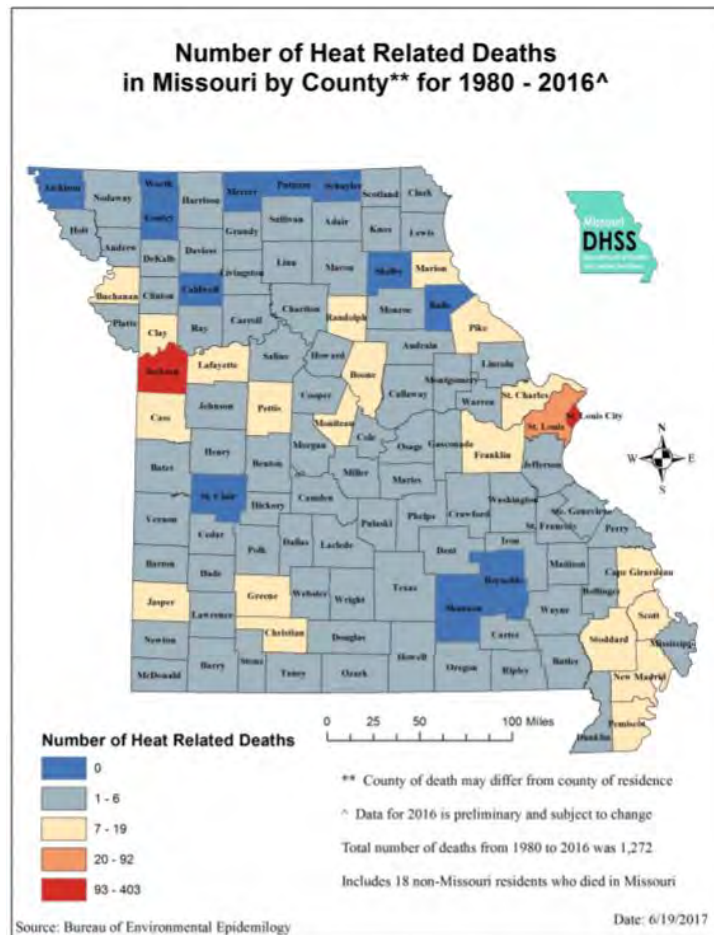 Number of Heat Related Deaths
in Missouri by County** for 1980 - 2016^
Atchison
Nodaway
Worth
Gentry
Harrison
Mercer
Putnam
Schuyler
Scotland
Clark
Holt
Andrew
DeKalb
Daviess
Grundy
Sullivan
Adair
Knox
Lewis
Buchanan
Clinton
Caldwell
Livingston
Linn
Macon
Shelby
Marion
Platte
Clay
Ray
Carroll
Chariton
Randolph
Monroe
Ralls
Pike
Jackson
Lafayette
Saline
Howard
Boone
Audrain
Callaway
Montgomery
Lincoln
Warren
St. Charles
St. Louis
St. Louis City
Cass
Johnson
Pettis
Cooper
Moniteau
Cole
Osage
Gasconade
Franklin
Jefferson
Bates
Henry
Benton
Morgan
Miller
Maries
Vernon
St. Clair
Hickory
Camden
Pulaski
Phelps
Crawford
Washington
Ste. Genevieve
St. Francois
Perry
Cedar
Polk
Dallas
Laclede
Dent
Iron
Madison
Barton
Dade
Texas
Reynolds
Bollinger
Cape Girardeau
Jasper
Greene
Webster
Wright
Shannon
Wayne
Scott
Lawrence
Christian
Douglas
Carter
Stoddard
Mississippi
Newton
McDonald
Barry
Stone
Taney
Ozark
Howell
Oregon
Ripley
Butler
New Madrid
Dunklin
Pemiscot
Missouri
DHSS
N
W
E
S
0 25 50 100 Miles
Number of Heat Related Deaths
0
1 - 6
7 - 19
20 - 92
93 - 403
** County of death may differ from county of residence
^ Data for 2016 is preliminary and subject to change
Total number of deaths from 1980 to 2016 was 1,272
Includes 18 non-Missouri residents who died in Missouri
Source: Bureau of Environmental Epidemilogy
Date: 6/19/2017